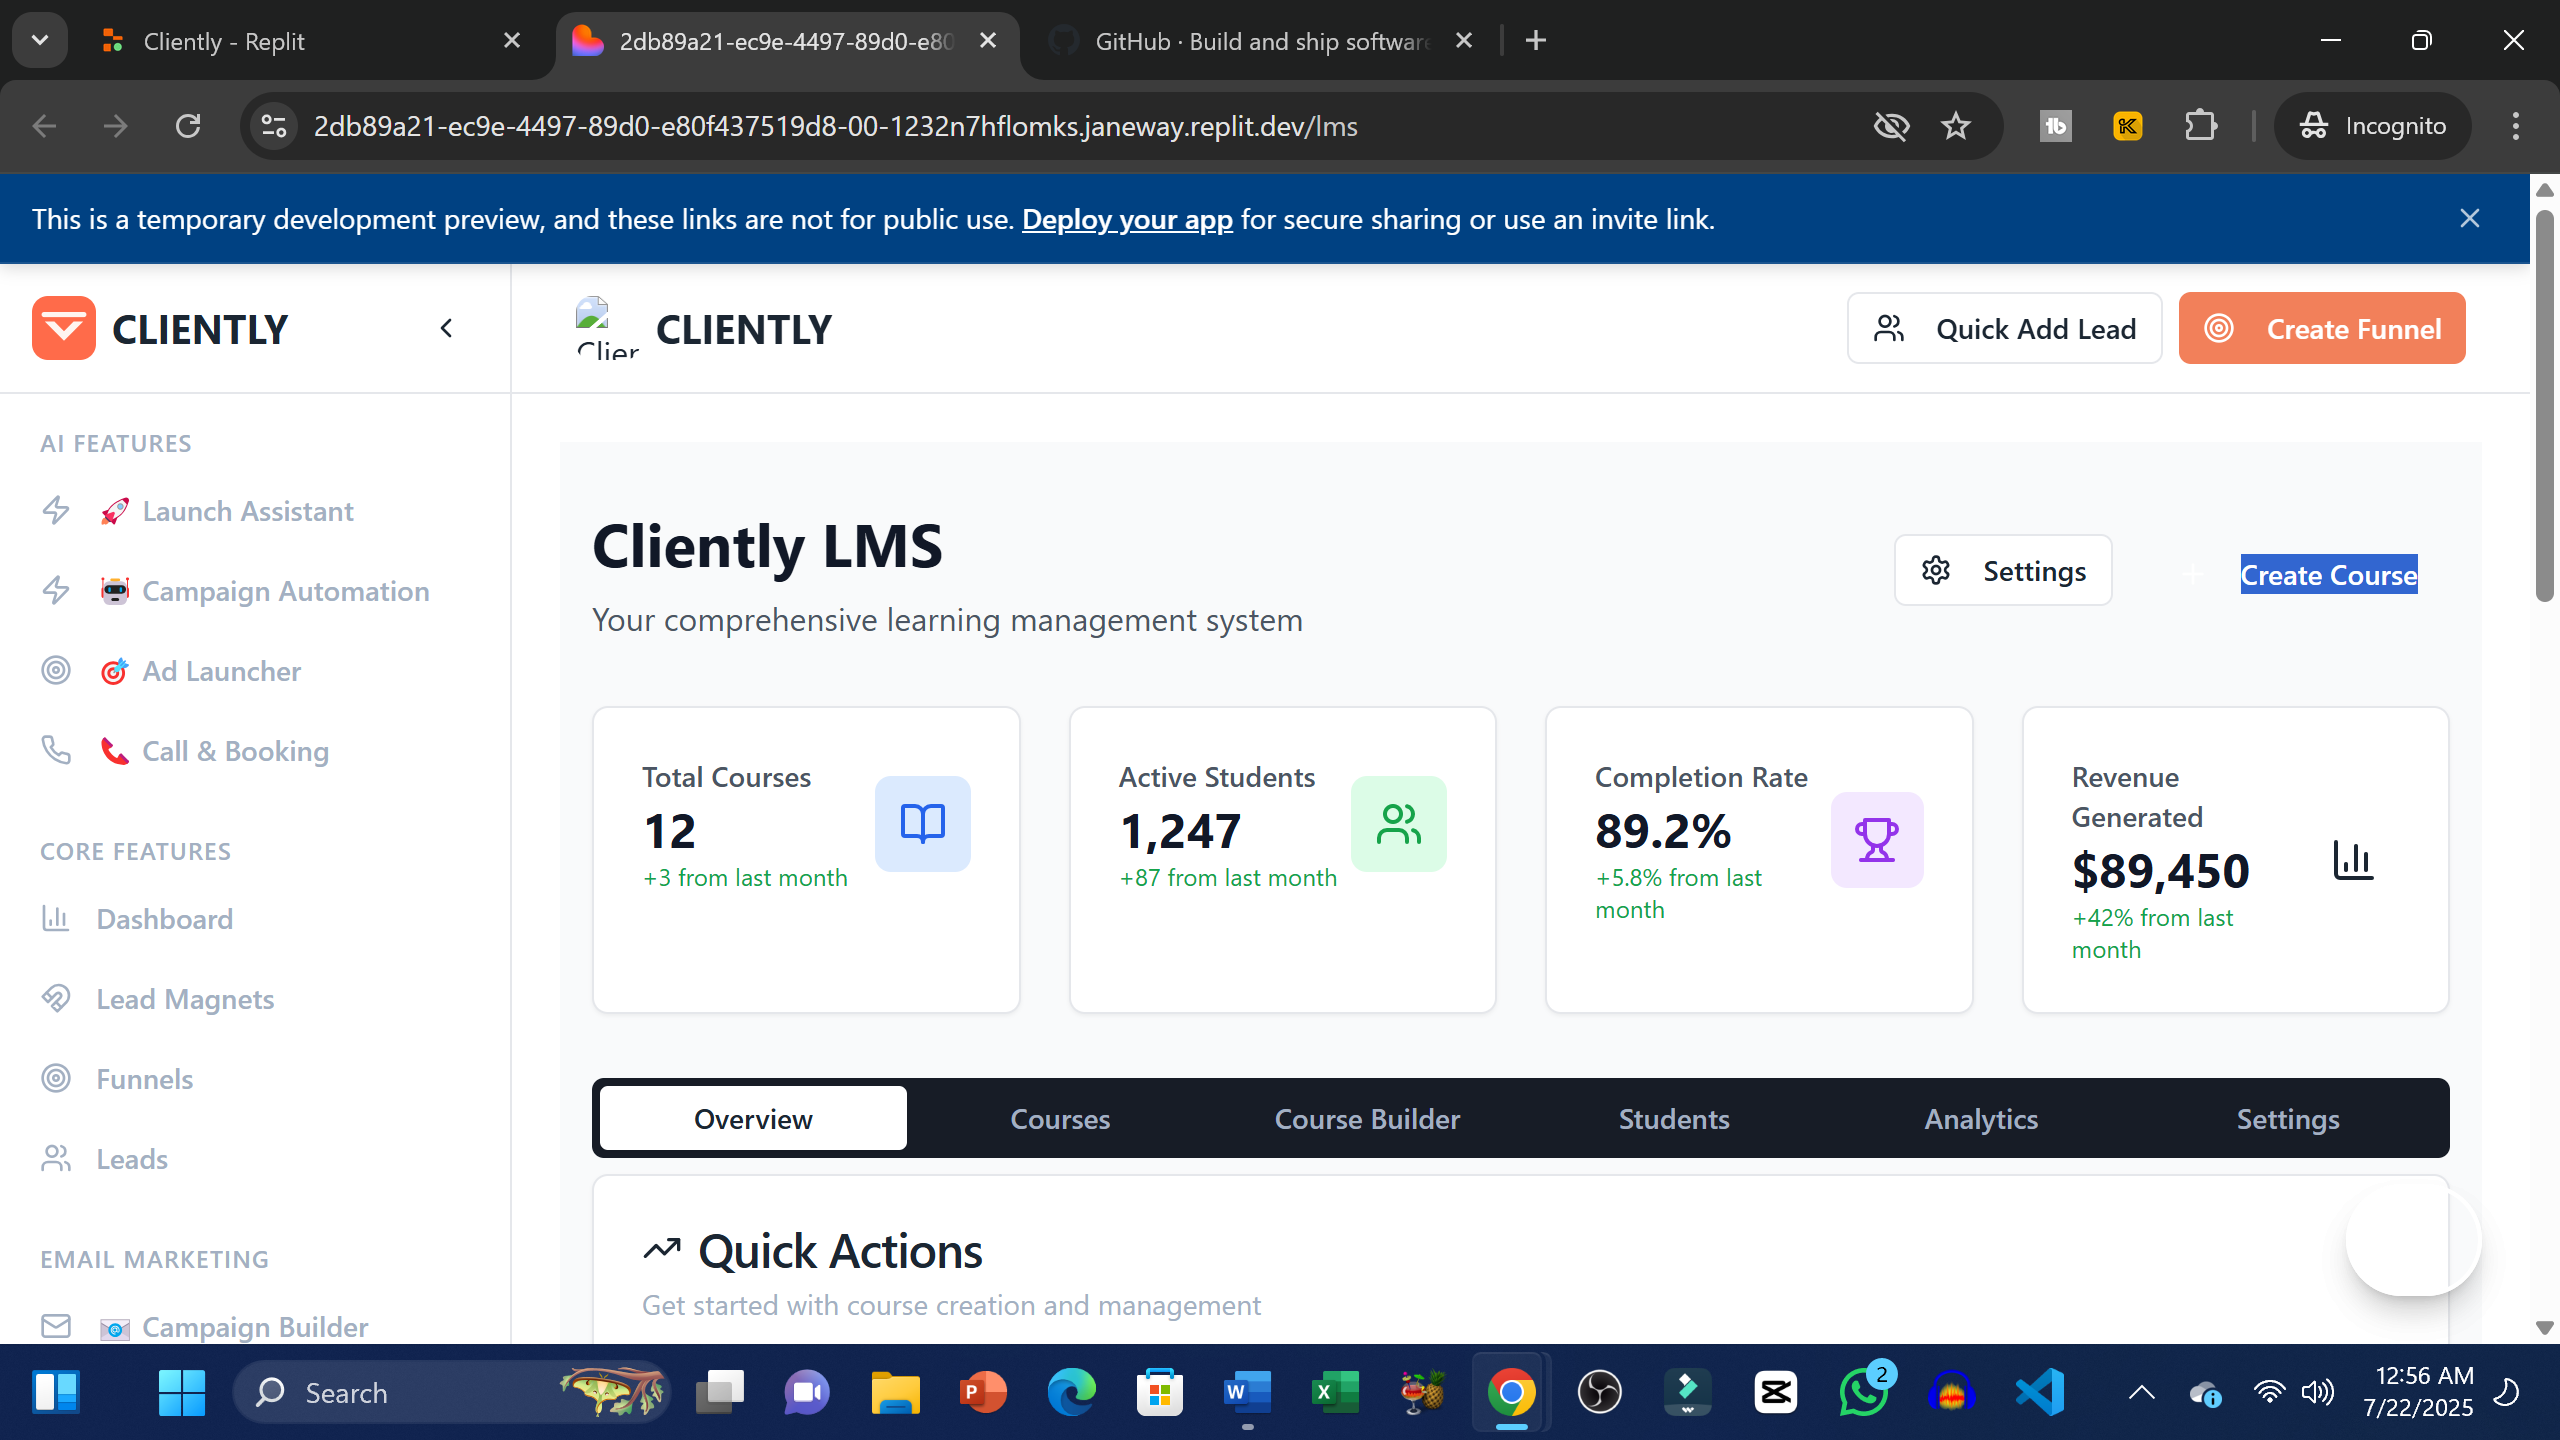 Cliently - Replit
2db89a21-ec9e-4497-89d0-e80
GitHub · Build and ship software
2db89a21-ec9e-4497-89d0-e80f437519d8-00-1232n7hflomks.janeway.replit.dev/lms
Incognito
This is a temporary development preview, and these links are not for public use. Deploy your app for secure sharing or use an invite link.
CLIENTLY
CLIENTLY
Quick Add Lead
Create Funnel
AI FEATURES
Launch Assistant
Campaign Automation
Ad Launcher
Call & Booking
CORE FEATURES
Dashboard
Lead Magnets
Funnels
Leads
EMAIL MARKETING
Campaign Builder
Cliently LMS
Your comprehensive learning management system
Settings
Create Course
Total Courses
12
+3 from last month
Active Students
1,247
+87 from last month
Completion Rate
89.2%
+5.8% from last
month
Revenue
Generated
$89,450
+42% from last
month
Overview
Courses
Course Builder
Students
Analytics
Settings
Quick Actions
Get started with course creation and management
Search
2
12:56 AM
7/22/2025